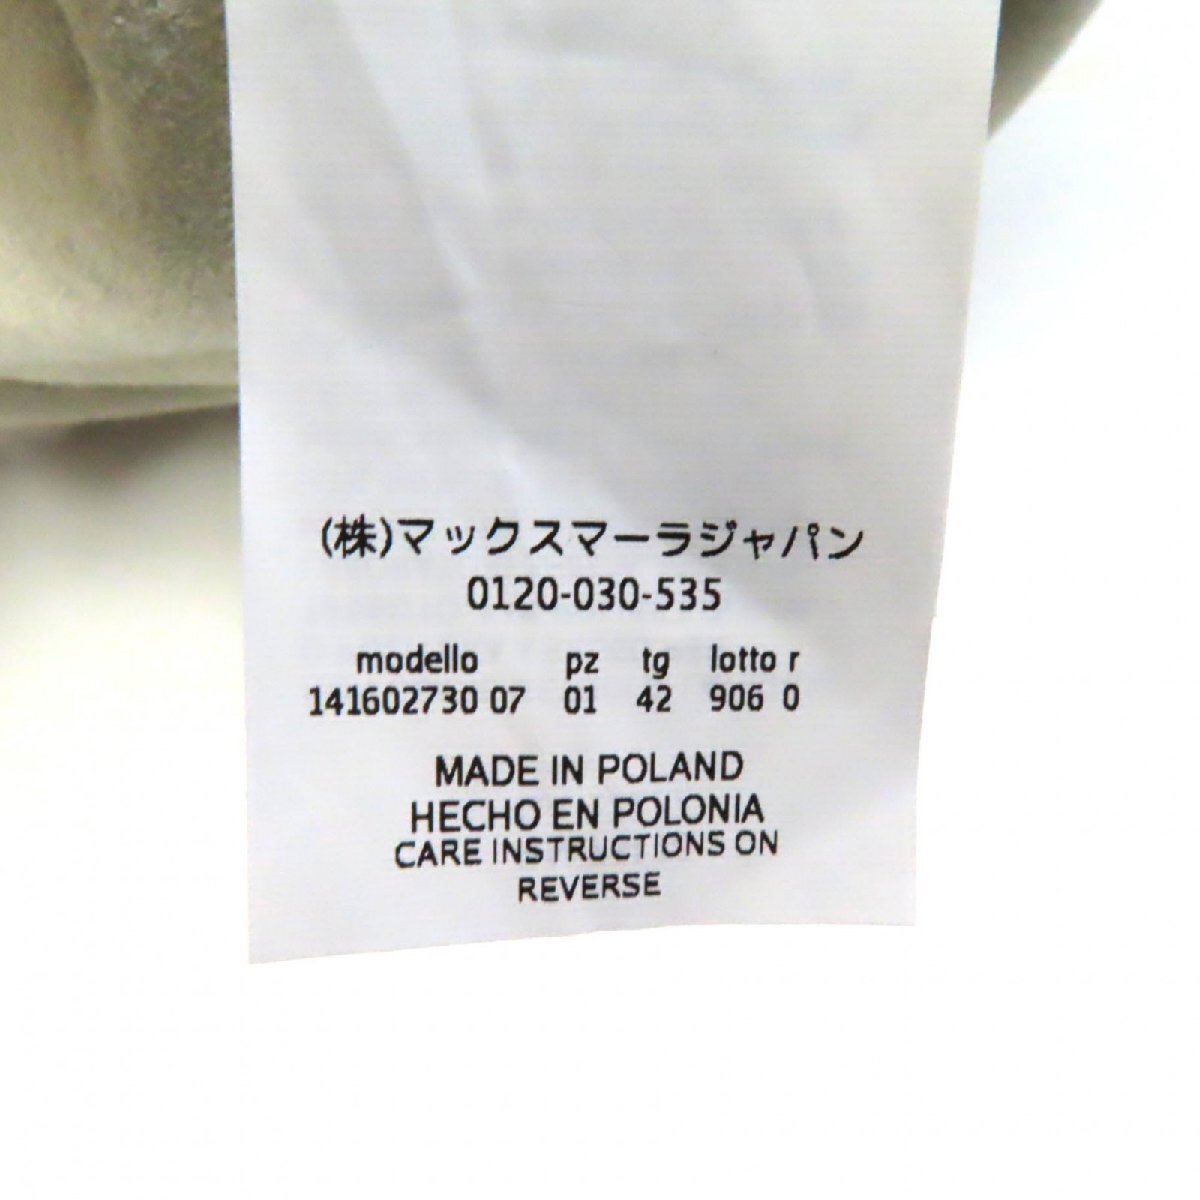 (株)マックスマーラジャパン
0120-030-535
modello pz tg lotto r
141602730 07 01 42 906 0
MADE IN POLAND
HECHO EN POLONIA
CARE INSTRUCTIONS ON
REVERSE